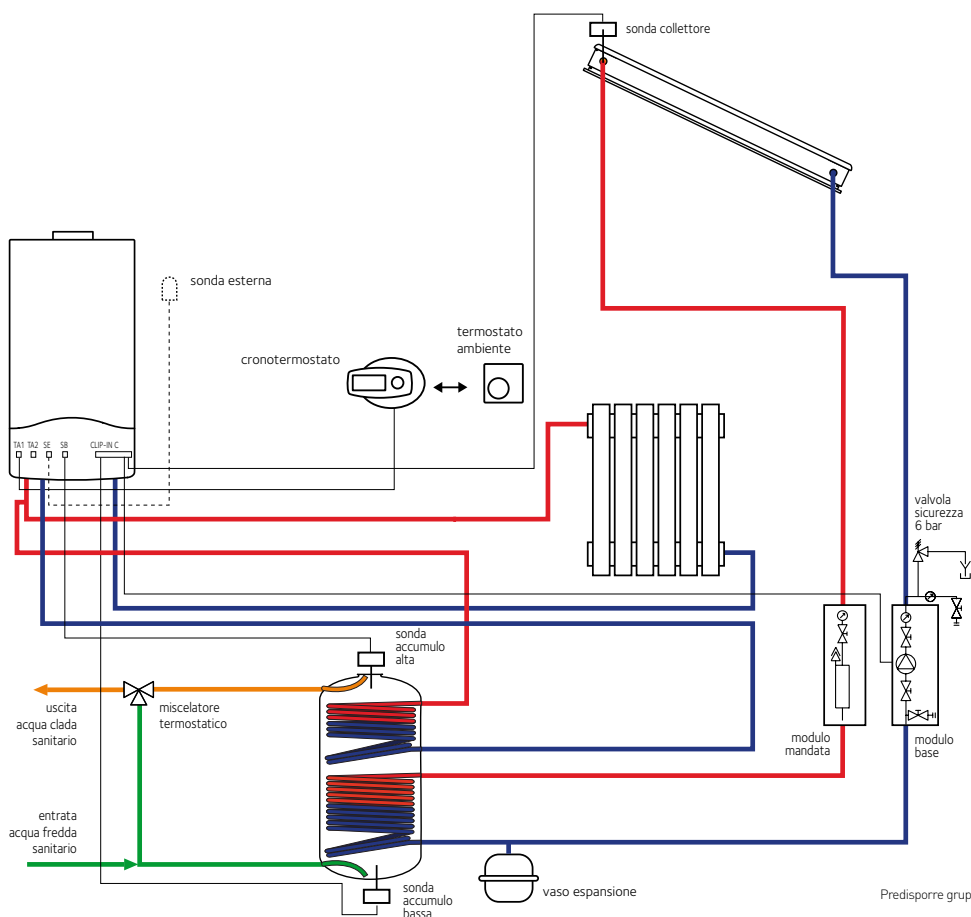 sonda collettore
sonda esterna
termostato
ambiente
cronotermostato
TA1 TA2 SE SB CLIP-IN C
valvola
sicurezza
6 bar
sonda
accumulo
alta
uscita
acqua clada
sanitario
miscelatore
termostatico
modulo
mandata
modulo
base
entrata
acqua fredda
sanitario
sonda
accumulo
bassa
vaso espansione
Predisporre grup